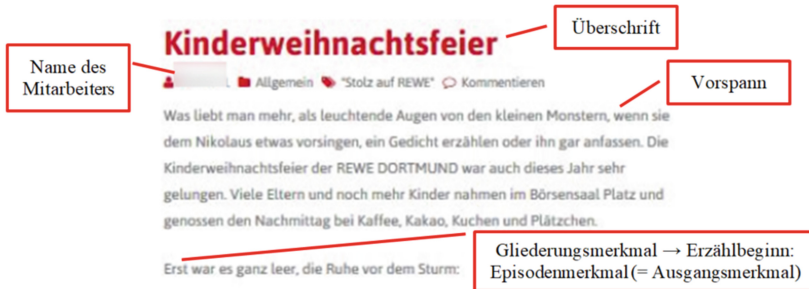 Kinderweihnachtsfeier
Überschrift
Name des
Mitarbeiters
Allgemein "Stolz auf REWE" Kommentieren
Vorspann
Was liebt man mehr, als leuchtende Augen von den kleinen Monstern, wenn sie
dem Nikolaus etwas vorsingen, ein Gedicht erzählen oder ihn gar anfassen. Die
Kinderweihnachtsfeier der REWE DORTMUND war auch dieses Jahr sehr
gelungen. Viele Eltern und noch mehr Kinder nahmen im Börsensaal Platz und
genossen den Nachmittag bei Kaffee, Kakao, Kuchen und Plätzchen.
Gliederungsmerkmal → Erzählbeginn:
Episodenmerkmal (= Ausgangsmerkmal)
Erst war es ganz leer, die Ruhe vor dem Sturm: